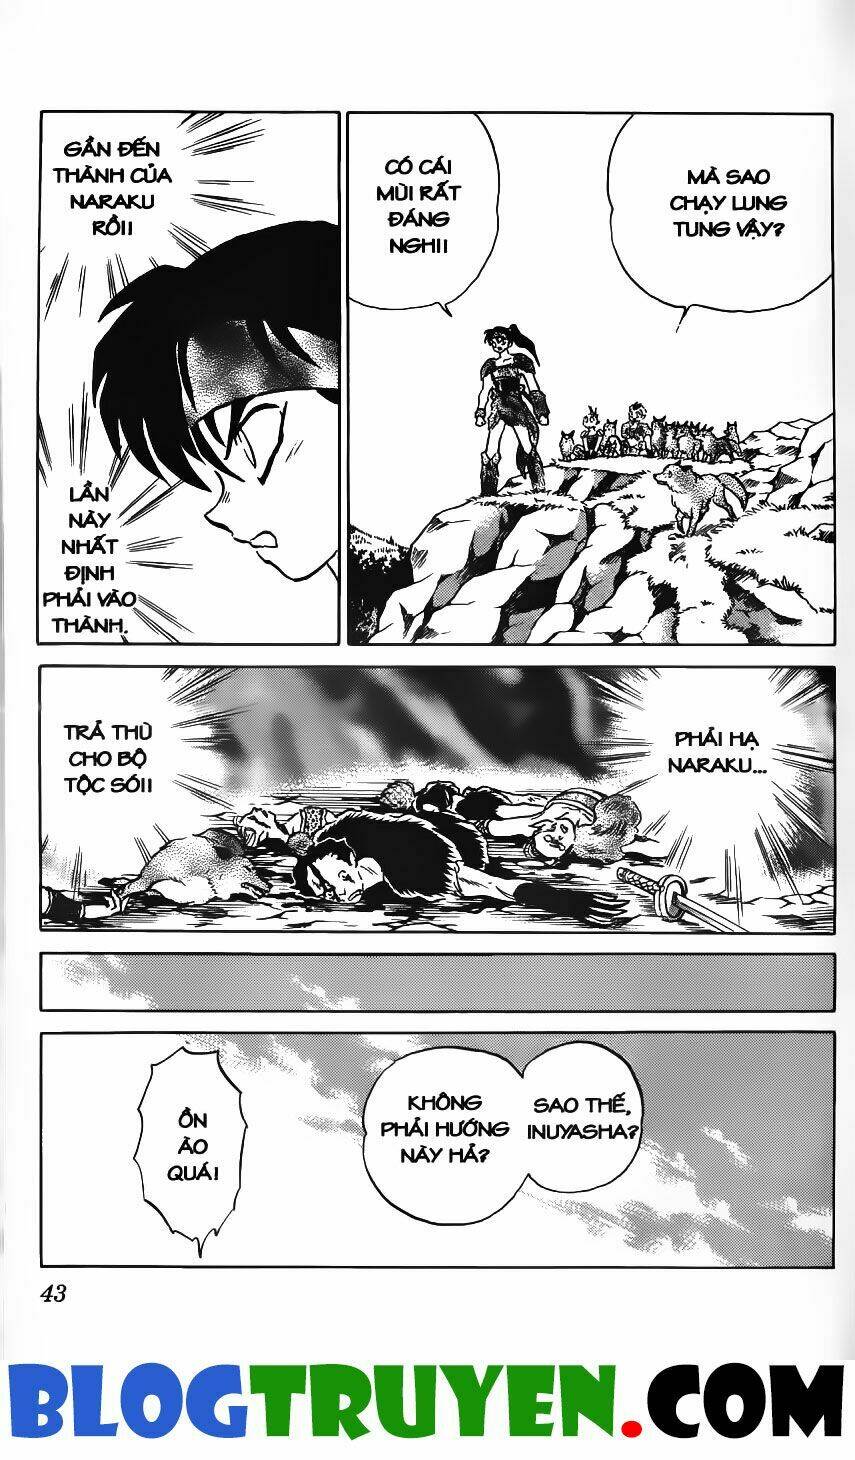 MÀ SAO
CHẠY LUNG
TUNG VẬY?
CÓ CÁI
MÙI RẤT
ĐÁNG
NGHI!
GẦN ĐẾN
THÀNH CỦA
NARAKU
RỒI!
LẦN
NÀY
NHẤT
ĐỊNH
PHẢI VÀO
THÀNH.
PHẢI HẠ
NARAKU...
TRẢ THÙ
CHO BỘ
TỘC SÓI!
SAO THẾ,
INUYASHA?
KHÔNG
PHẢI HƯỚNG
NÀY HẢ?
ỒN
ÀO
QUÁ!
43
BLOGTRUYEN.COM